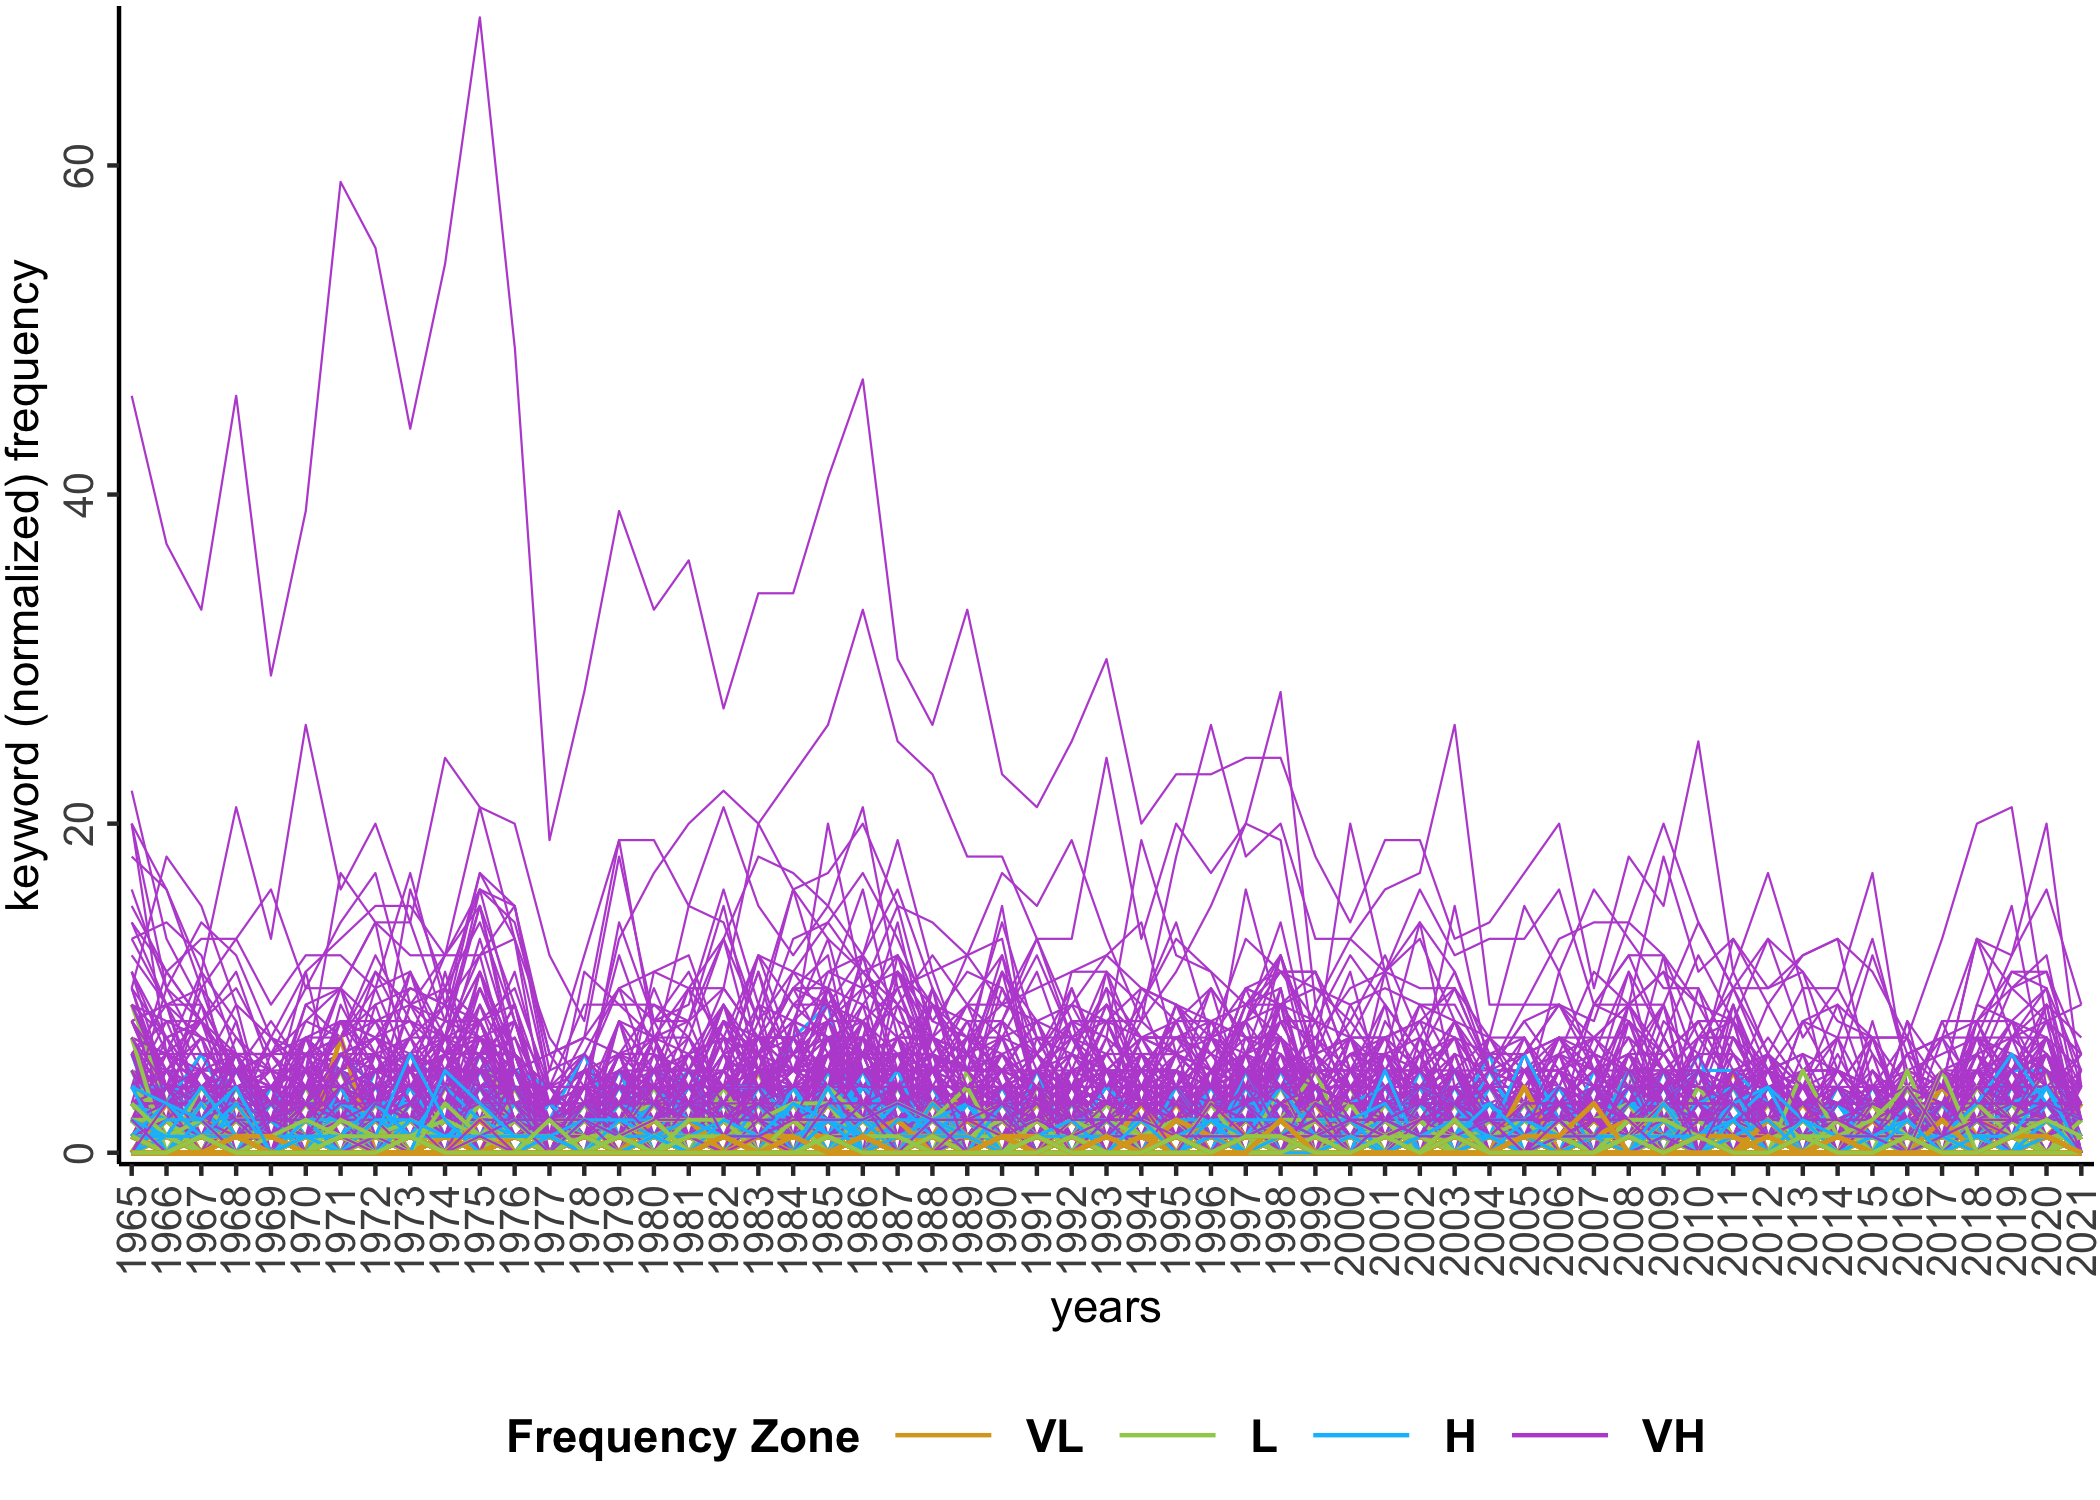 keyword (normalized) frequency
60
40
20
0
1965 1966 1967 1968 1969 1970 1971 1972 1973 1974 1975 1976 1977 1978 1979 1980 1981 1982 1983 1984 1985 1986 1987 1988 1989 1990 1991 1992 1993 1994 1995 1996 1997 1998 1999 2000 2001 2002 2003 2004 2005 2006 2007 2008 2009 2010 2011 2012 2013 2014 2015 2016 2017 2018 2019 2020 2021
years
Frequency Zone VL L H VH